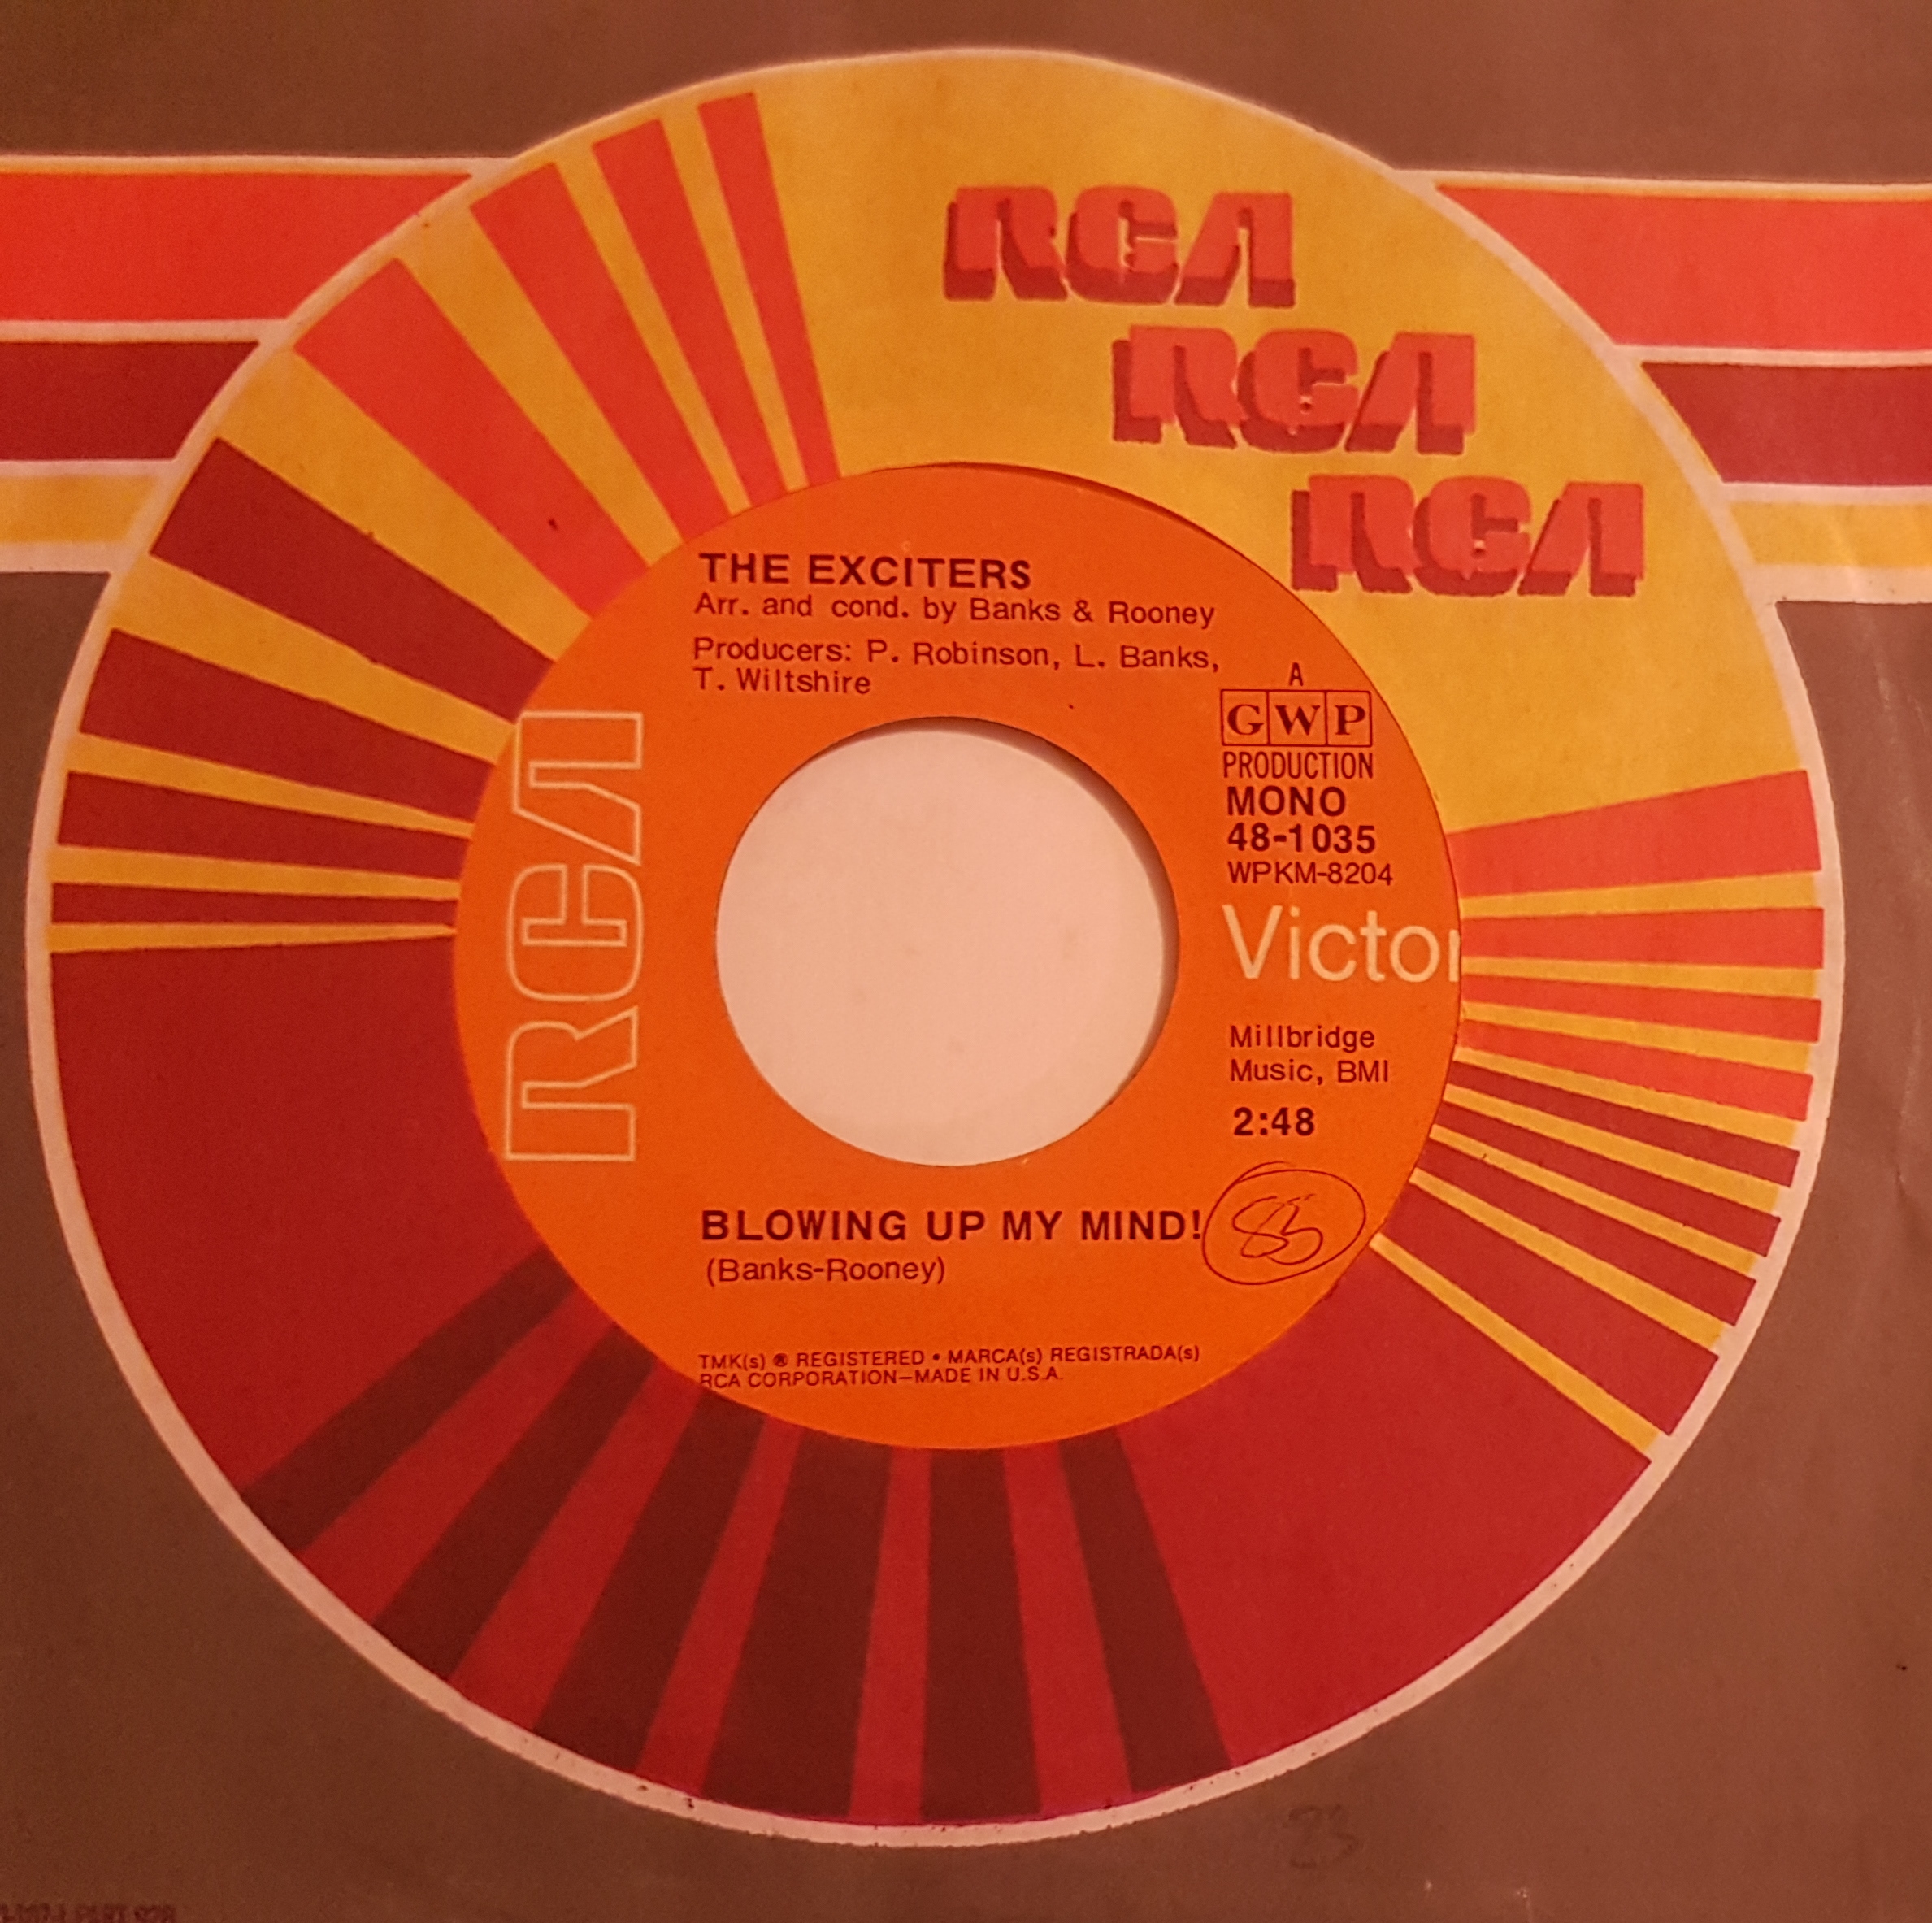 RCA
RCA
RCA
THE EXCITERS
Arr. and cond. by Banks & Rooney
Producers: P. Robinson, L. Banks,
T. Wiltshire
A
GWP
PRODUCTION
MONO
48-1035
WPKM-8204
RCA
Victor
Millbridge
Music, BMI
2:48
BLOWING UP MY MIND!
(Banks-Rooney)
TMK(s) ® REGISTERED • MARCA(s) REGISTRADA(s)
RCA CORPORATION—MADE IN U.S.A.